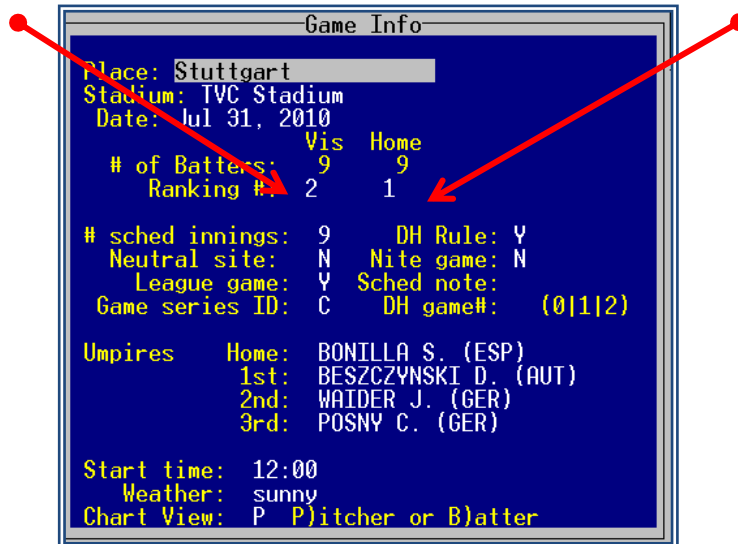 Game Info
Place: Stuttgart
Stadium: TVC Stadium
Date: Jul 31, 2010
Vis Home
# of Batters: 9 9
Ranking #: 2 1
# sched innings: 9 DH Rule: Y
Neutral site: N Nite game: N
League game: Y Sched note:
Game series ID: C DH game#: (0|1|2)
Umpires Home: BONILLA S. (ESP)
1st: BESZCZYNSKI D. (AUT)
2nd: WAIDER J. (GER)
3rd: POSNY C. (GER)
Start time: 12:00
Weather: sunny
Chart View: P P)itcher or B)atter